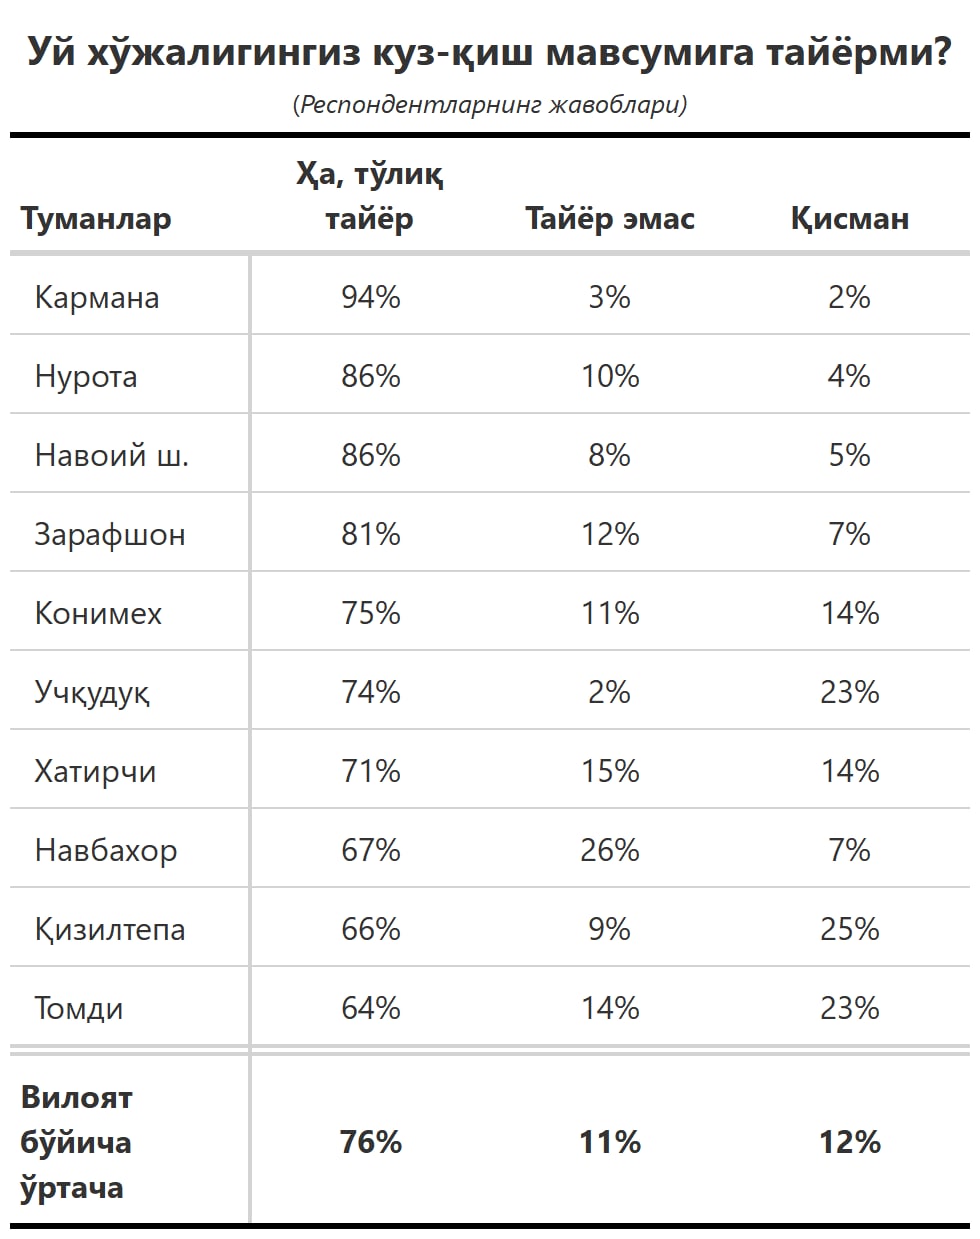 Уй хўжалигингиз куз-қиш мавсумига тайёрми?
(Респондентларнинг жавоблари)
Туманлар Ҳа, тўлиқ тайёр Тайёр эмас Қисман
Кармана 94% 3% 2%
Нурота 86% 10% 4%
Навоий ш. 86% 8% 5%
Зарафшон 81% 12% 7%
Конимех 75% 11% 14%
Учқудуқ 74% 2% 23%
Хатирчи 71% 15% 14%
Навбахор 67% 26% 7%
Қизилтепа 66% 9% 25%
Томди 64% 14% 23%
Вилоят бўйича ўртача 76% 11% 12%